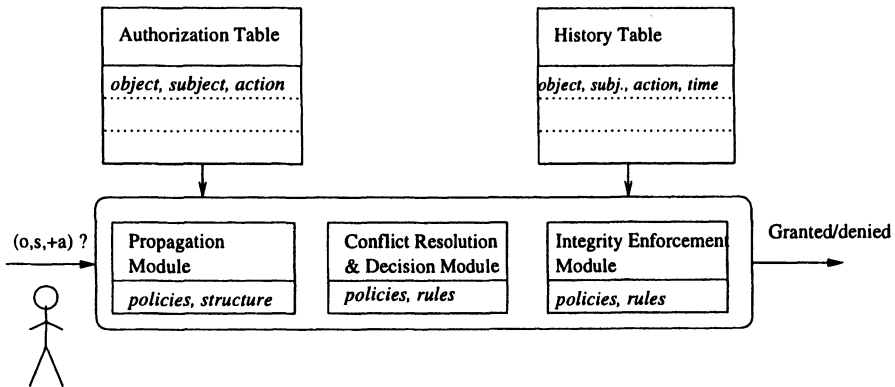 Authorization Table
object, subject, action
History Table
object, subj., action, time
(o,s,+a) ?
Propagation
Module
policies, structure
Conflict Resolution
& Decision Module
policies, rules
Integrity Enforcement
Module
policies, rules
Granted/denied